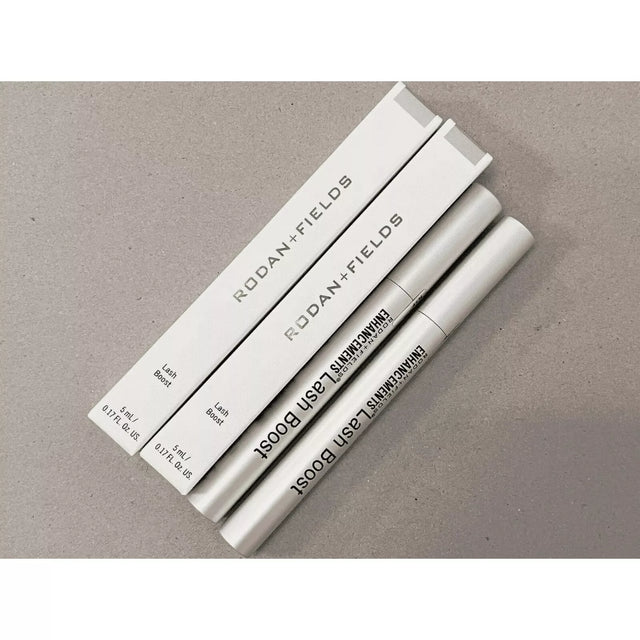 RODAN+FIELDS
Lash
Boost
5 mL/
0.17 FL. Oz. US.
RODAN+FIELDS
Lash
Boost
5 mL/
0.17 FL. Oz. US.
RODAN+FIELDS®
ENHANCEMENTS
Lash Boost
RODAN+FIELDS®
ENHANCEMENTS
Lash Boost